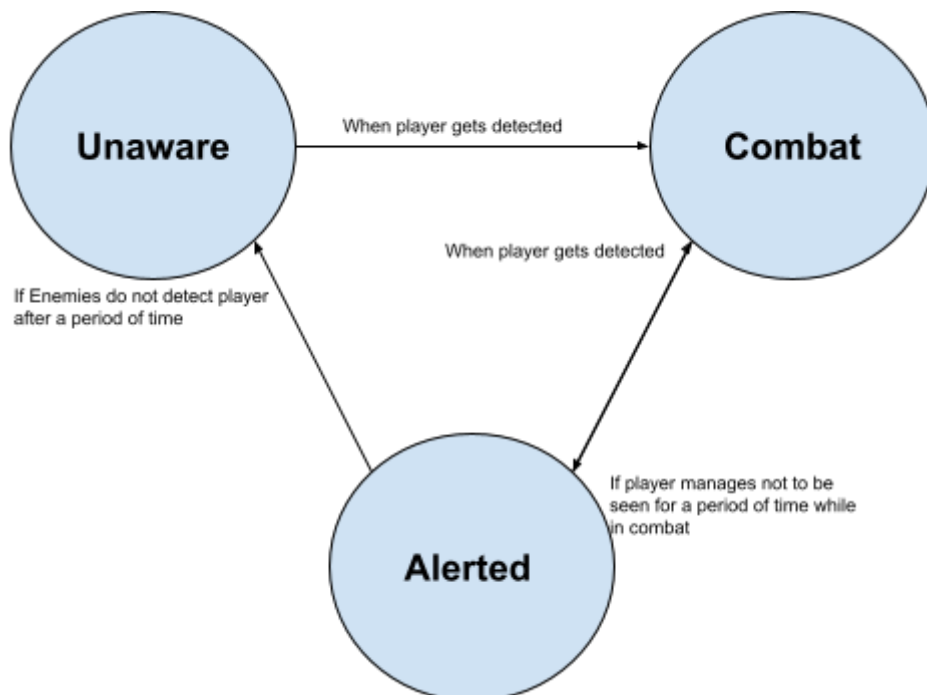 When player gets detected
Unaware
Combat
When player gets detected
If Enemies do not detect player
after a period of time
If player manages not to be
seen for a period of time while
in combat
Alerted